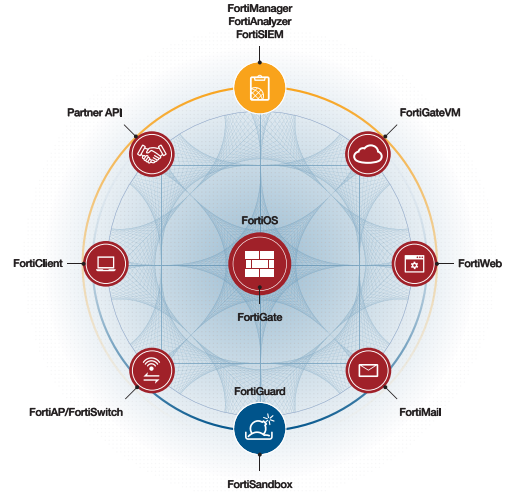 FortiManager
FortiAnalyzer
FortiSIEM
Partner API
FortiGateVM
FortiOS
FortiClient
FortiWeb
FortiGate
FortiGuard
FortiAP/FortiSwitch
FortiMail
FortiSandbox